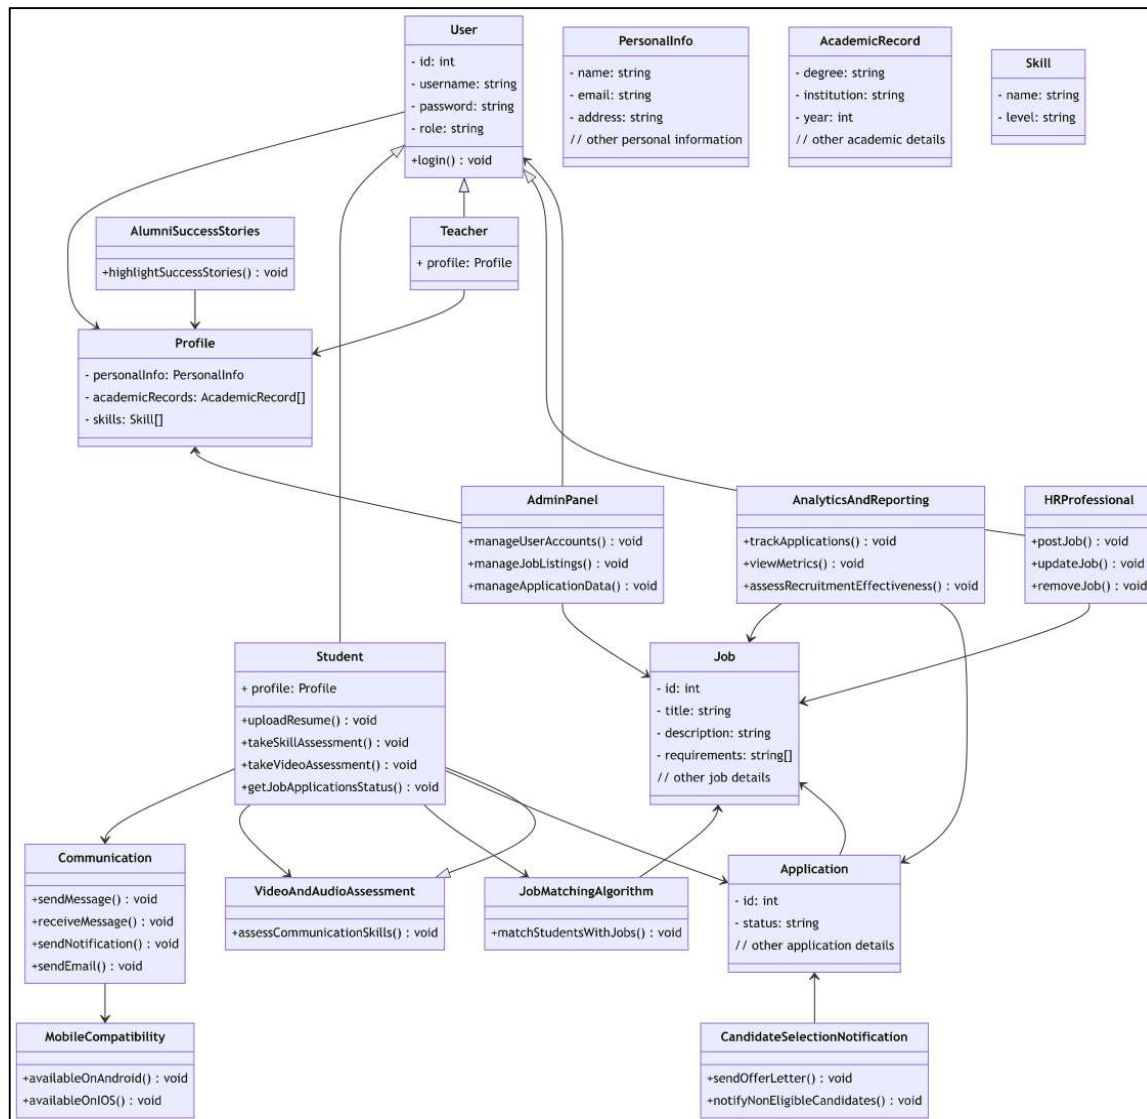 User
- id: int
- username: string
- password: string
- role: string
+login() : void
PersonalInfo
- name: string
- email: string
- address: string
// other personal information
AcademicRecord
- degree: string
- institution: string
- year: int
// other academic details
Skill
- name: string
- level: string
AlumniSuccessStories
+highlightSuccessStories() : void
Teacher
+ profile: Profile
Profile
- personalInfo: PersonalInfo
- academicRecords: AcademicRecord[]
- skills: Skill[]
AdminPanel
+manageUserAccounts() : void
+manageJobListings() : void
+manageApplicationData() : void
AnalyticsAndReporting
+trackApplications() : void
+viewMetrics() : void
+assessRecruitmentEffectiveness() : void
HRProfessional
+postJob() : void
+updateJob() : void
+removeJob() : void
Student
+ profile: Profile
+uploadResume() : void
+takeSkillAssessment() : void
+takeVideoAssessment() : void
+getJobApplicationsStatus() : void
Job
- id: int
- title: string
- description: string
- requirements: string[]
// other job details
Communication
+sendMessage() : void
+receiveMessage() : void
+sendNotification() : void
+sendEmail() : void
VideoAndAudioAssessment
+assessCommunicationSkills() : void
JobMatchingAlgorithm
+matchStudentsWithJobs() : void
Application
- id: int
- status: string
// other application details
MobileCompatibility
+availableOnAndroid() : void
+availableOnIOS() : void
CandidateSelectionNotification
+sendOfferLetter() : void
+notifyNonEligibleCandidates() : void